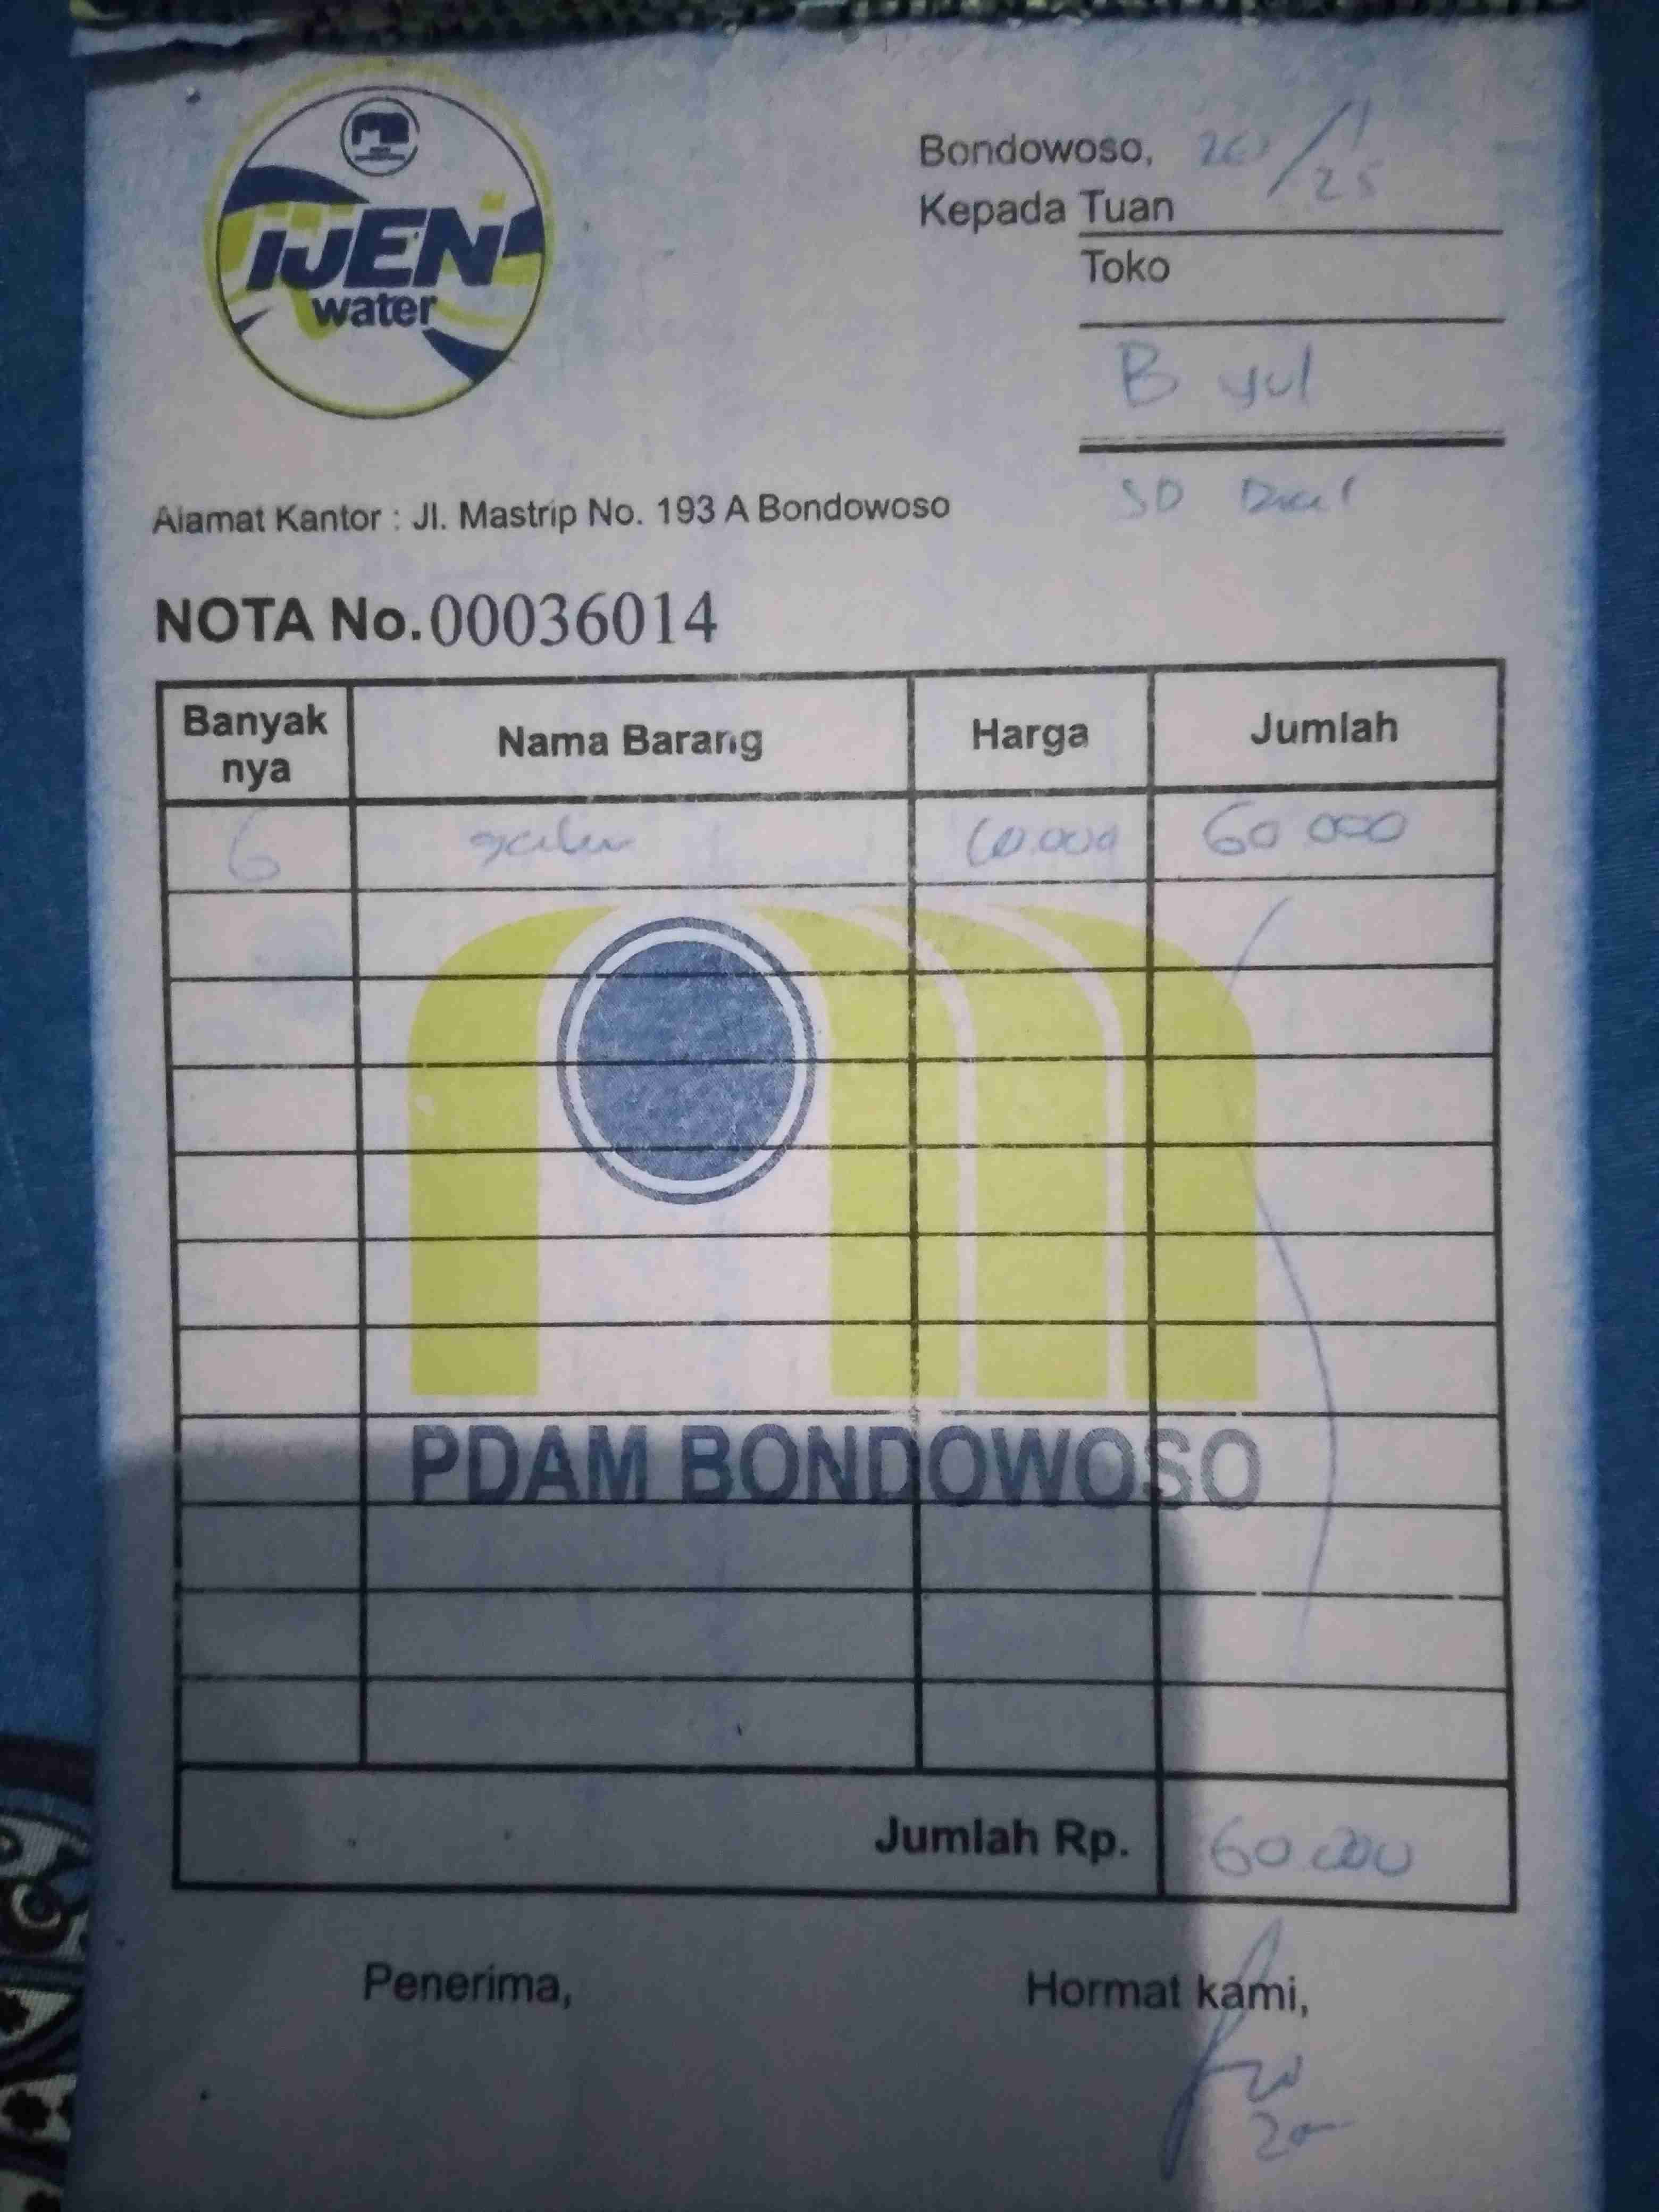 IJEN
water
Bondowoso, 20/1
25
Kepada Tuan
Toko
B yul
SD
Alamat Kantor : Jl. Mastrip No. 193 A Bondowoso
NOTA No. 00036014
Banyak nya Nama Barang Harga Jumlah
6 galon 10.000 60 000
PDAM BONDOWOSO
Jumlah Rp. 60.000
Penerima, Hormat kami,